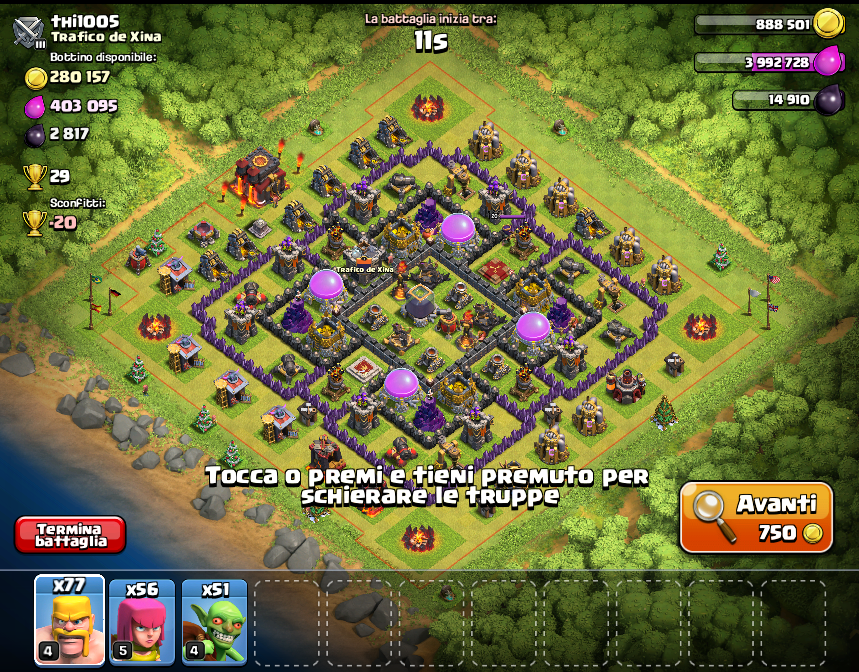 thi1005
Trafico de Xina
Bottino disponibile:
280 157
403 095
2 817
29
Sconfitti:
-20
La battaglia inizia tra:
11s
888 501
3 992 728
14 910
20
Trafico de Xina
Tocca o premi e tieni premuto per
schierare le truppe
Termina
battaglia
Avanti
750
x77
x56
x51
4
5
4